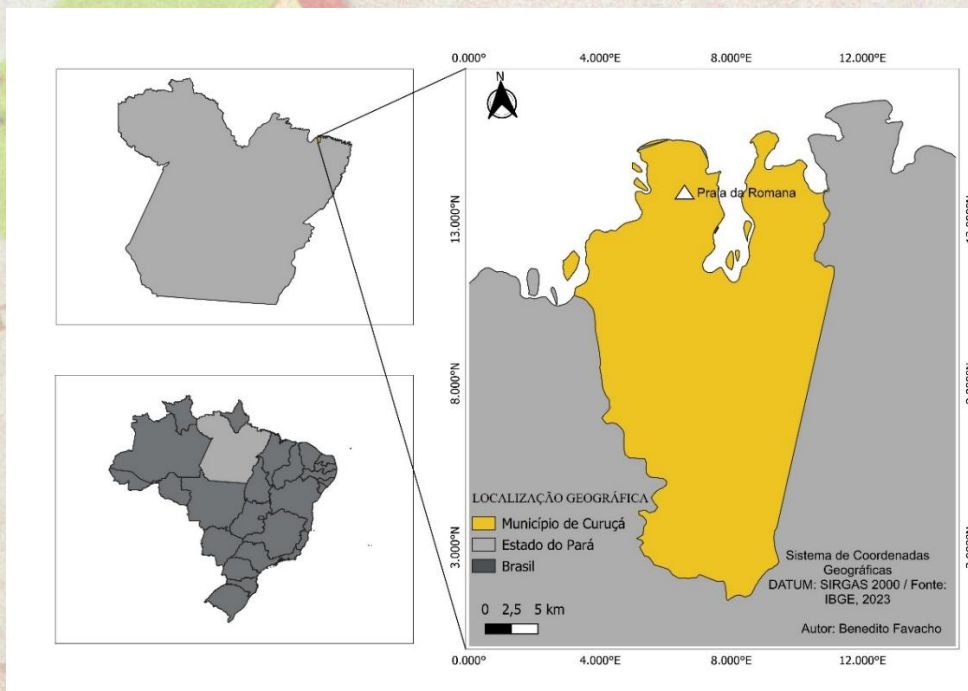 0.000° 4.000°E 8.000°E 12.000°E
N
Praia da Romana
13.000°N
8.000°N
3.000°N
LOCALIZAÇÃO GEOGRÁFICA
Município de Curuçá
Estado do Pará
Brasil
0 2,5 5 km
Sistema de Coordenadas
Geográficas
DATUM: SIRGAS 2000 / Fonte:
IBGE, 2023
Autor: Benedito Favacho
0.000° 4.000°E 8.000°E 12.000°E